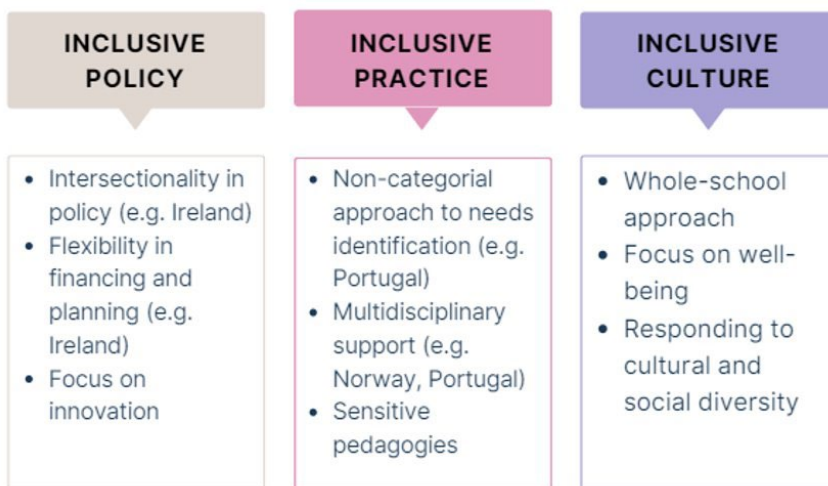 INCLUSIVE
POLICY
• Intersectionality in
policy (e.g. Ireland)
• Flexibility in
financing and
planning (e.g.
Ireland)
• Focus on
innovation
INCLUSIVE
PRACTICE
• Non-categorial
approach to needs
identification (e.g.
Portugal)
• Multidisciplinary
support (e.g.
Norway, Portugal)
• Sensitive
pedagogies
INCLUSIVE
CULTURE
• Whole-school
approach
• Focus on well-
being
• Responding to
cultural and
social diversity